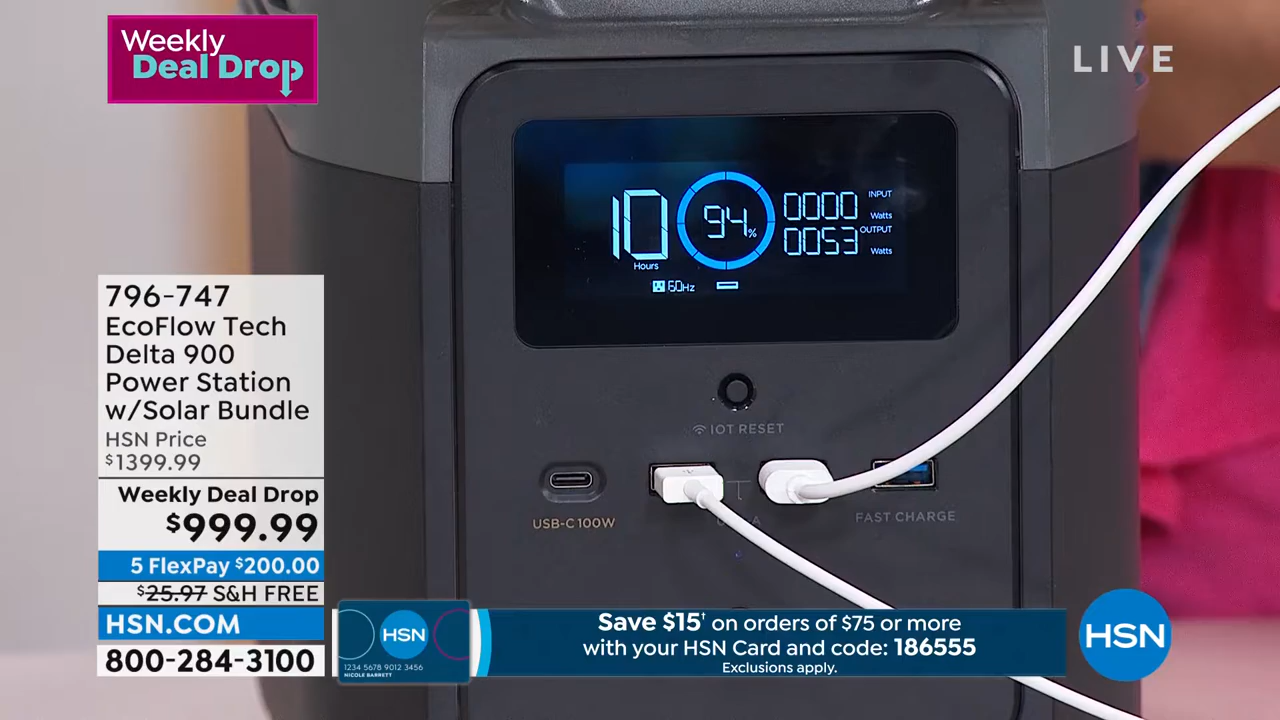 Weekly
Deal Drop
LIVE
10
Hours
94%
0000
INPUT
Watts
0053
OUTPUT
Watts
60Hz
IOT RESET
USB-C 100W
FAST CHARGE
796-747
EcoFlow Tech
Delta 900
Power Station
w/Solar Bundle
HSN Price
$1399.99
Weekly Deal Drop
$999.99
5 FlexPay $200.00
$25.97 S&H FREE
HSN.COM
800-284-3100
HSN
1234 5678 9012 3456
NICOLE BARRETT
Save $15† on orders of $75 or more
with your HSN Card and code: 186555
Exclusions apply.
HSN